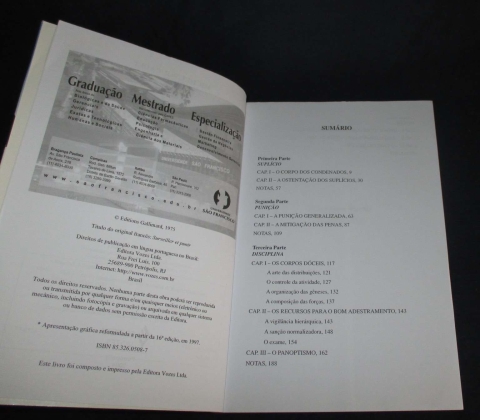 Graduação
Mestrado
Especialização
www.saofrancisco.edu.br
SÃO FRANCISCO
© Editions Gallimard, 1975
Título do original francês: Surveiller et punir
Direitos de publicação em língua portuguesa no Brasil:
Editora Vozes Ltda.
Rua Frei Luís, 100
25689-900 Petrópolis, RJ
Internet: http://www.vozes.com.br
Brasil
Todos os direitos reservados. Nenhuma parte desta obra poderá ser reproduzida
ou transmitida por qualquer forma e/ou quaisquer meios (eletrônico ou
mecânico, incluindo fotocópia e gravação) ou arquivada em qualquer sistema
ou banco de dados sem permissão escrita da Editora.
* Apresentação gráfica reformulada a partir da 16ª edição, em 1997.
ISBN 85.326.0508-7
Este livro foi composto e impresso pela Editora Vozes Ltda.
SUMÁRIO
Primeira Parte
SUPLÍCIO
CAP. I – O CORPO DOS CONDENADOS, 9
CAP. II – A OSTENTAÇÃO DOS SUPLÍCIOS, 30
NOTAS, 57
Segunda Parte
PUNIÇÃO
CAP. I – A PUNIÇÃO GENERALIZADA, 63
CAP. II – A MITIGAÇÃO DAS PENAS, 87
NOTAS, 109
Terceira Parte
DISCIPLINA
CAP. I – OS CORPOS DÓCEIS, 117
A arte das distribuições, 121
O controle da atividade, 127
A organização das gêneses, 132
A composição das forças, 137
CAP. II – OS RECURSOS PARA O BOM ADESTRAMENTO, 143
A vigilância hierárquica, 143
A sanção normalizadora, 148
O exame, 154
CAP. III – O PANOPTISMO, 162
NOTAS, 188